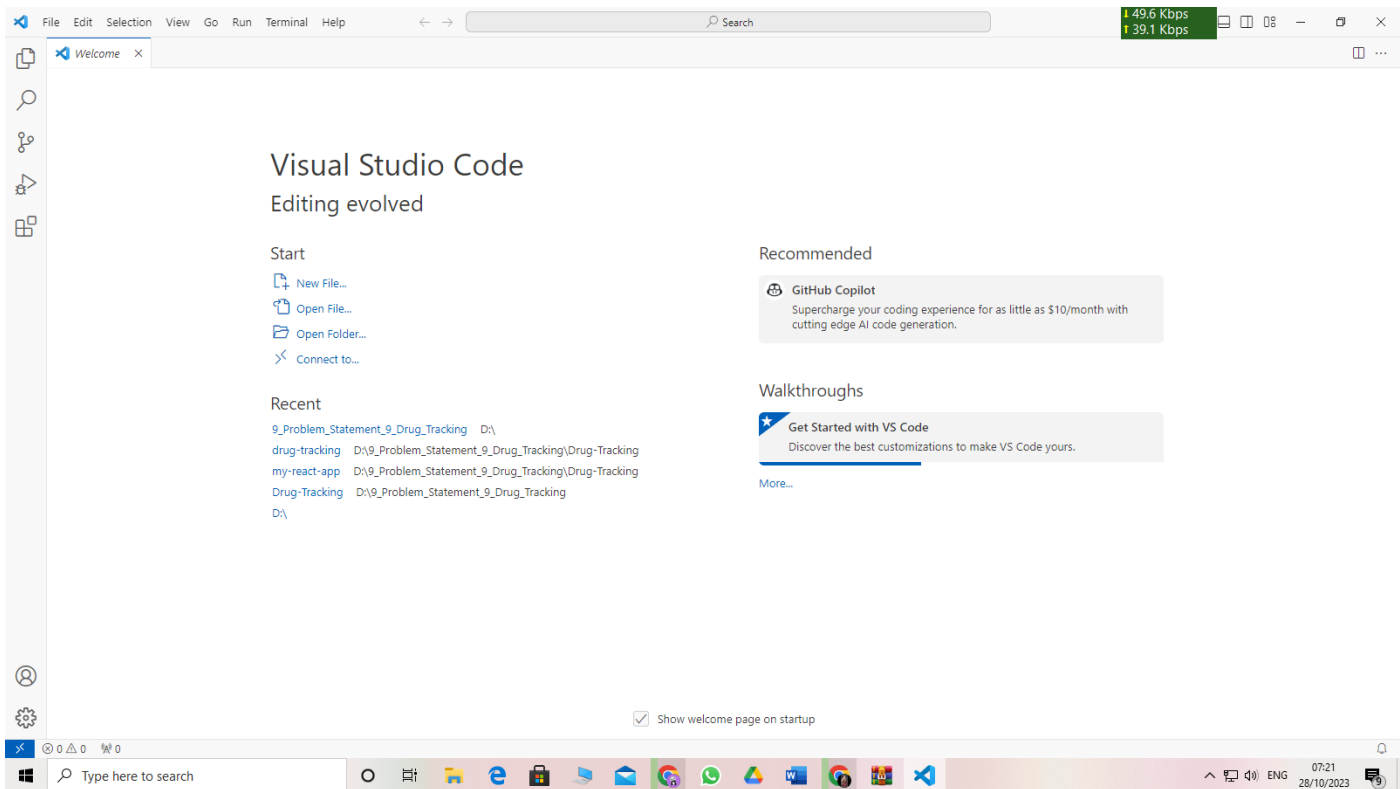 File Edit Selection View Go Run Terminal Help
Search
49.6 Kbps
39.1 Kbps
Welcome
Visual Studio Code
Editing evolved
Start
New File...
Open File...
Open Folder...
Connect to...
Recent
9_Problem_Statement_9_Drug_Tracking D:\
drug-tracking D:\9_Problem_Statement_9_Drug_Tracking\Drug-Tracking
my-react-app D:\9_Problem_Statement_9_Drug_Tracking\Drug-Tracking
Drug-Tracking D:\9_Problem_Statement_9_Drug_Tracking
D:\
Recommended
GitHub Copilot
Supercharge your coding experience for as little as $10/month with
cutting edge AI code generation.
Walkthroughs
Get Started with VS Code
Discover the best customizations to make VS Code yours.
More...
Show welcome page on startup
0 0 0
Type here to search
ENG
07:21
28/10/2023
9